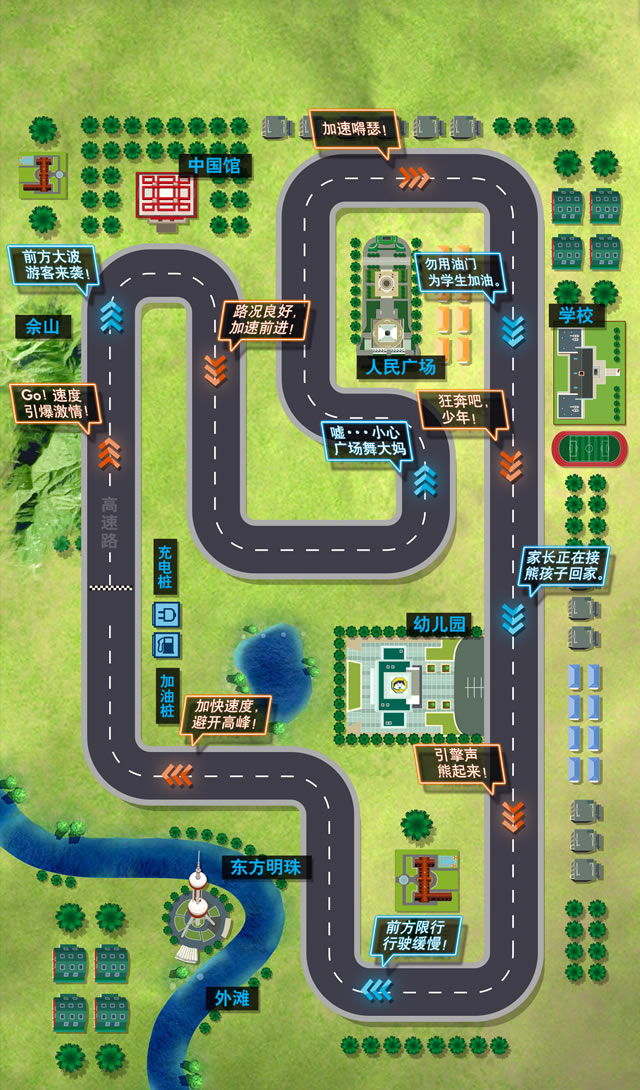 加速嘚瑟！
中国馆
前方大波
游客来袭！
勿用油门
为学生加油。
路况良好，
加速前进！
佘山
学校
人民广场
Go！速度
引爆激情！
狂奔吧，
少年！
嘘···小心
广场舞大妈
高速路
充电桩
家长正在接
熊孩子回家。
幼儿园
加油桩
加快速度，
避开高峰！
引擎声
熊起来！
东方明珠
前方限行
行驶缓慢！
外滩